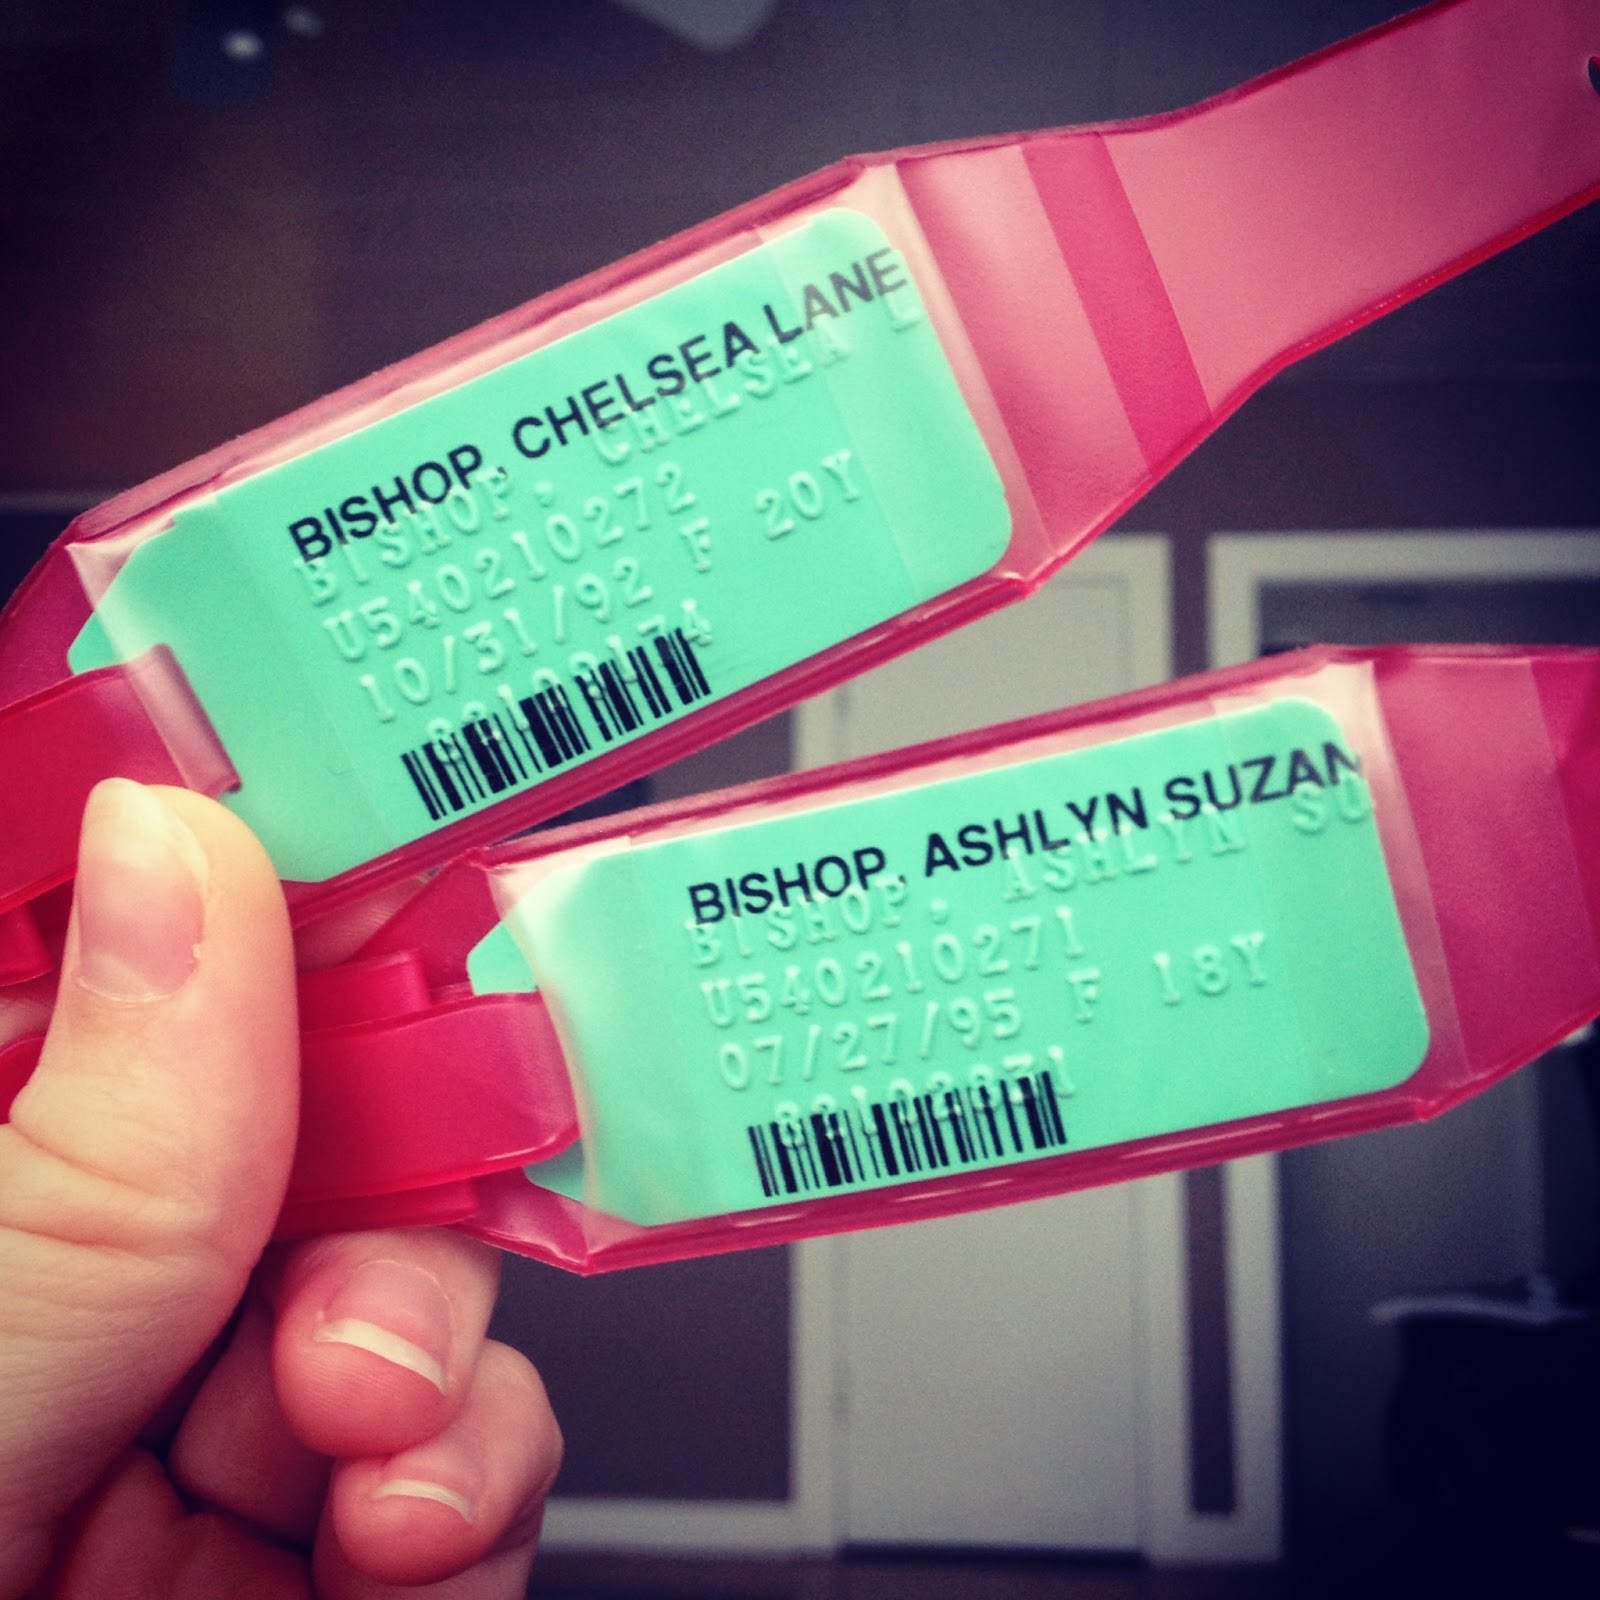 BISHOP, CHELSEA LANE
BISHOP, CHELSEA L
U540210272
10/31/92 F 20Y
BISHOP, ASHLYN SUZAN
BISHOP, ASHLYN SU
U540210271
07/27/95 F 18Y